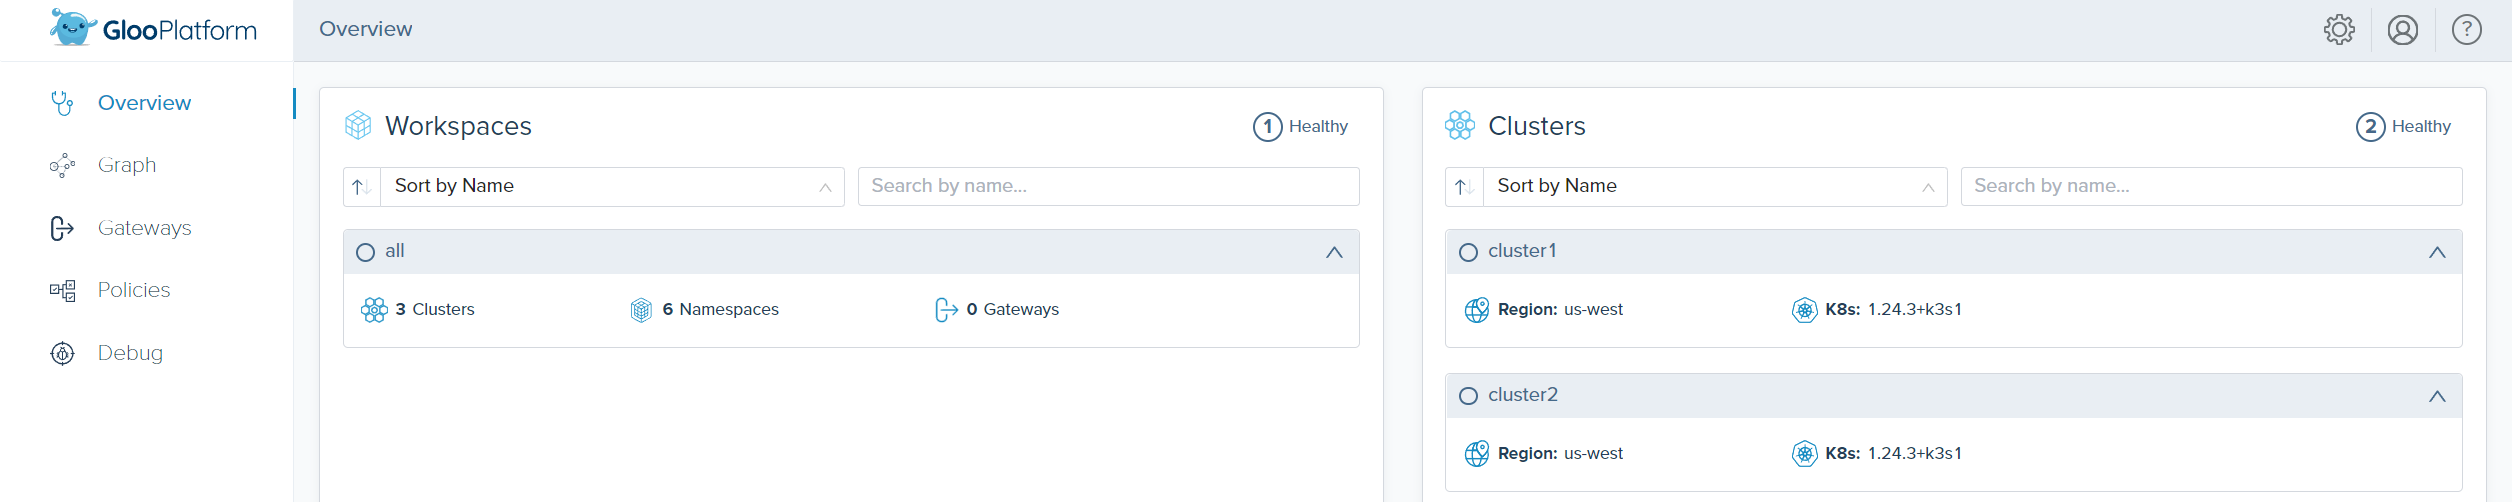 GlooPlatform
Overview
?
Overview
Graph
Gateways
Policies
Debug
Workspaces
1 Healthy
Sort by Name
Search by name...
all
3 Clusters
6 Namespaces
0 Gateways
Clusters
2 Healthy
Sort by Name
Search by name...
cluster1
Region: us-west
K8s: 1.24.3+k3s1
cluster2
Region: us-west
K8s: 1.24.3+k3s1